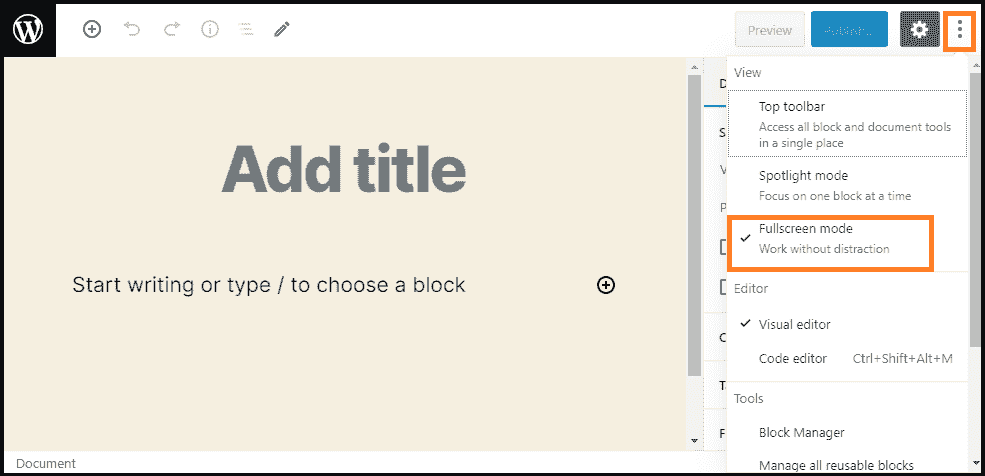 Preview
Publish...
View
Top toolbar
Access all block and document tools
in a single place
Spotlight mode
Focus on one block at a time
Fullscreen mode
Work without distraction
Editor
Visual editor
Code editor Ctrl+Shift+Alt+M
Tools
Block Manager
Manage all reusable blocks
Add title
Start writing or type / to choose a block
D
S
V
P
C
T
F
Document